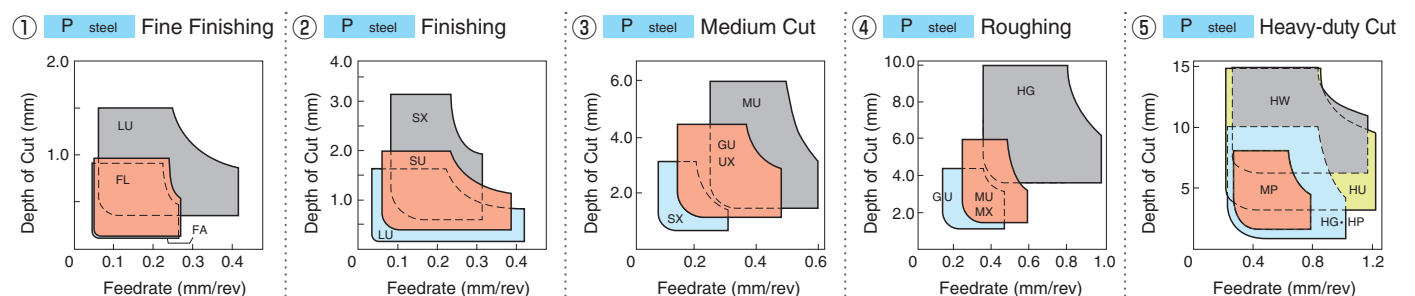 ① P steel Fine Finishing
2.0
1.0
0
0.1 0.2 0.3 0.4
LU
FL
FA
Depth of Cut (mm)
Feedrate (mm/rev)
② P steel Finishing
4.0
3.0
2.0
1.0
0
0.1 0.2 0.3 0.4
SX
SU
LU
Depth of Cut (mm)
Feedrate (mm/rev)
③ P steel Medium Cut
6.0
4.0
2.0
0
0.2 0.4 0.6
MU
GU
UX
SX
Depth of Cut (mm)
Feedrate (mm/rev)
④ P steel Roughing
10.0
8.0
6.0
4.0
2.0
0
0.2 0.4 0.6 0.8 1.0
HG
GU
MU
MX
Depth of Cut (mm)
Feedrate (mm/rev)
⑤ P steel Heavy-duty Cut
15
10
5
0
0.4 0.8 1.2
HW
MP
HU
HG・HP
Depth of Cut (mm)
Feedrate (mm/rev)